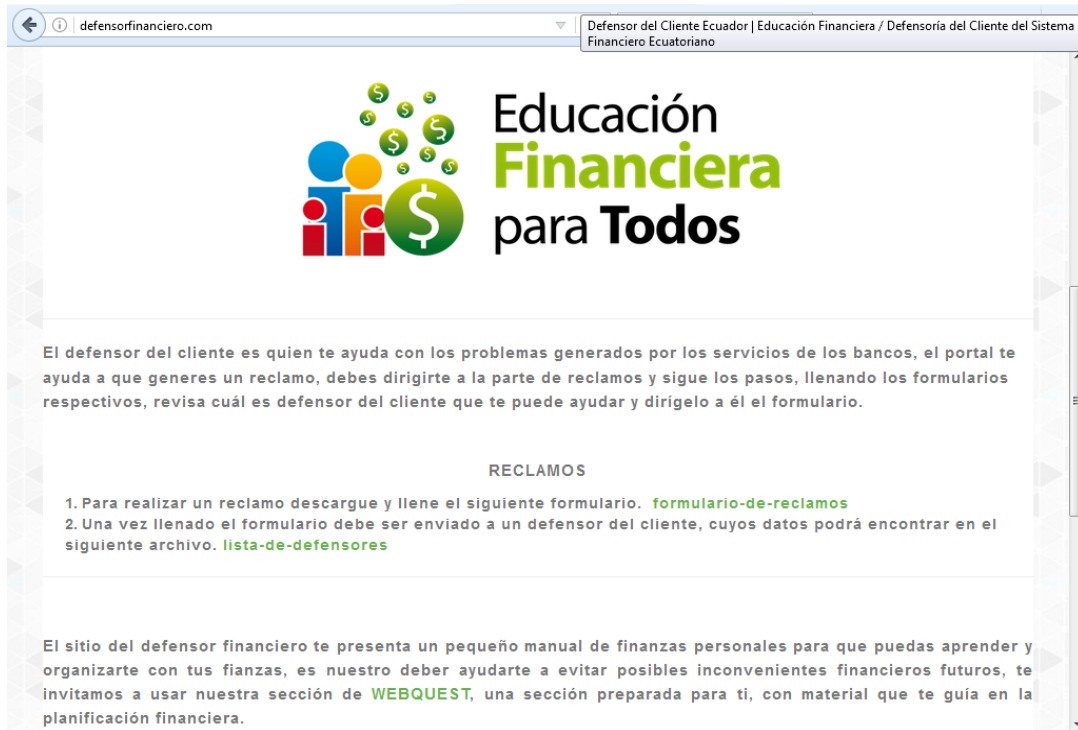 defensorfinanciero.com
Defensor del Cliente Ecuador | Educación Financiera / Defensoría del Cliente del Sistema
Financiero Ecuatoriano
Educación
Financiera
para Todos
El defensor del cliente es quien te ayuda con los problemas generados por los servicios de los bancos, el portal te
ayuda a que generes un reclamo, debes dirigirte a la parte de reclamos y sigue los pasos, llenando los formularios
respectivos, revisa cuál es defensor del cliente que te puede ayudar y dirígelo a él el formulario.
RECLAMOS
1. Para realizar un reclamo descargue y llene el siguiente formulario. formulario-de-reclamos
2. Una vez llenado el formulario debe ser enviado a un defensor del cliente, cuyos datos podrá encontrar en el
siguiente archivo. lista-de-defensores
El sitio del defensor financiero te presenta un pequeño manual de finanzas personales para que puedas aprender y
organizarte con tus fianzas, es nuestro deber ayudarte a evitar posibles inconvenientes financieros futuros, te
invitamos a usar nuestra sección de WEBQUEST, una sección preparada para ti, con material que te guía en la
planificación financiera.